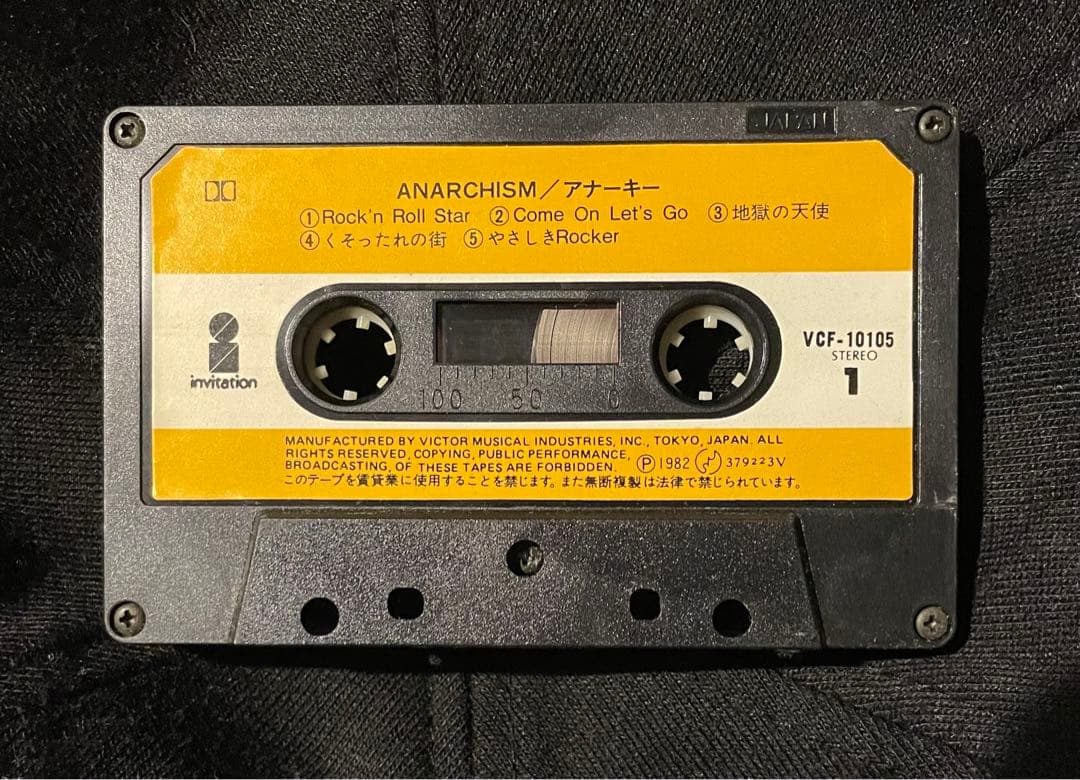 JAPAN
ANARCHISM/アナーキー
①Rock'n Roll Star ②Come On Let's Go ③地獄の天使
④くそったれの街 ⑤やさしきRocker
invitation
VCF-10105
STEREO
1
100 50 0
MANUFACTURED BY VICTOR MUSICAL INDUSTRIES, INC., TOKYO, JAPAN. ALL
RIGHTS RESERVED, COPYING, PUBLIC PERFORMANCE,
BROADCASTING, OF THESE TAPES ARE FORBIDDEN. Ⓟ1982 379223V
このテープを賃貸業に使用することを禁じます。また無断複製は法律で禁じられています。